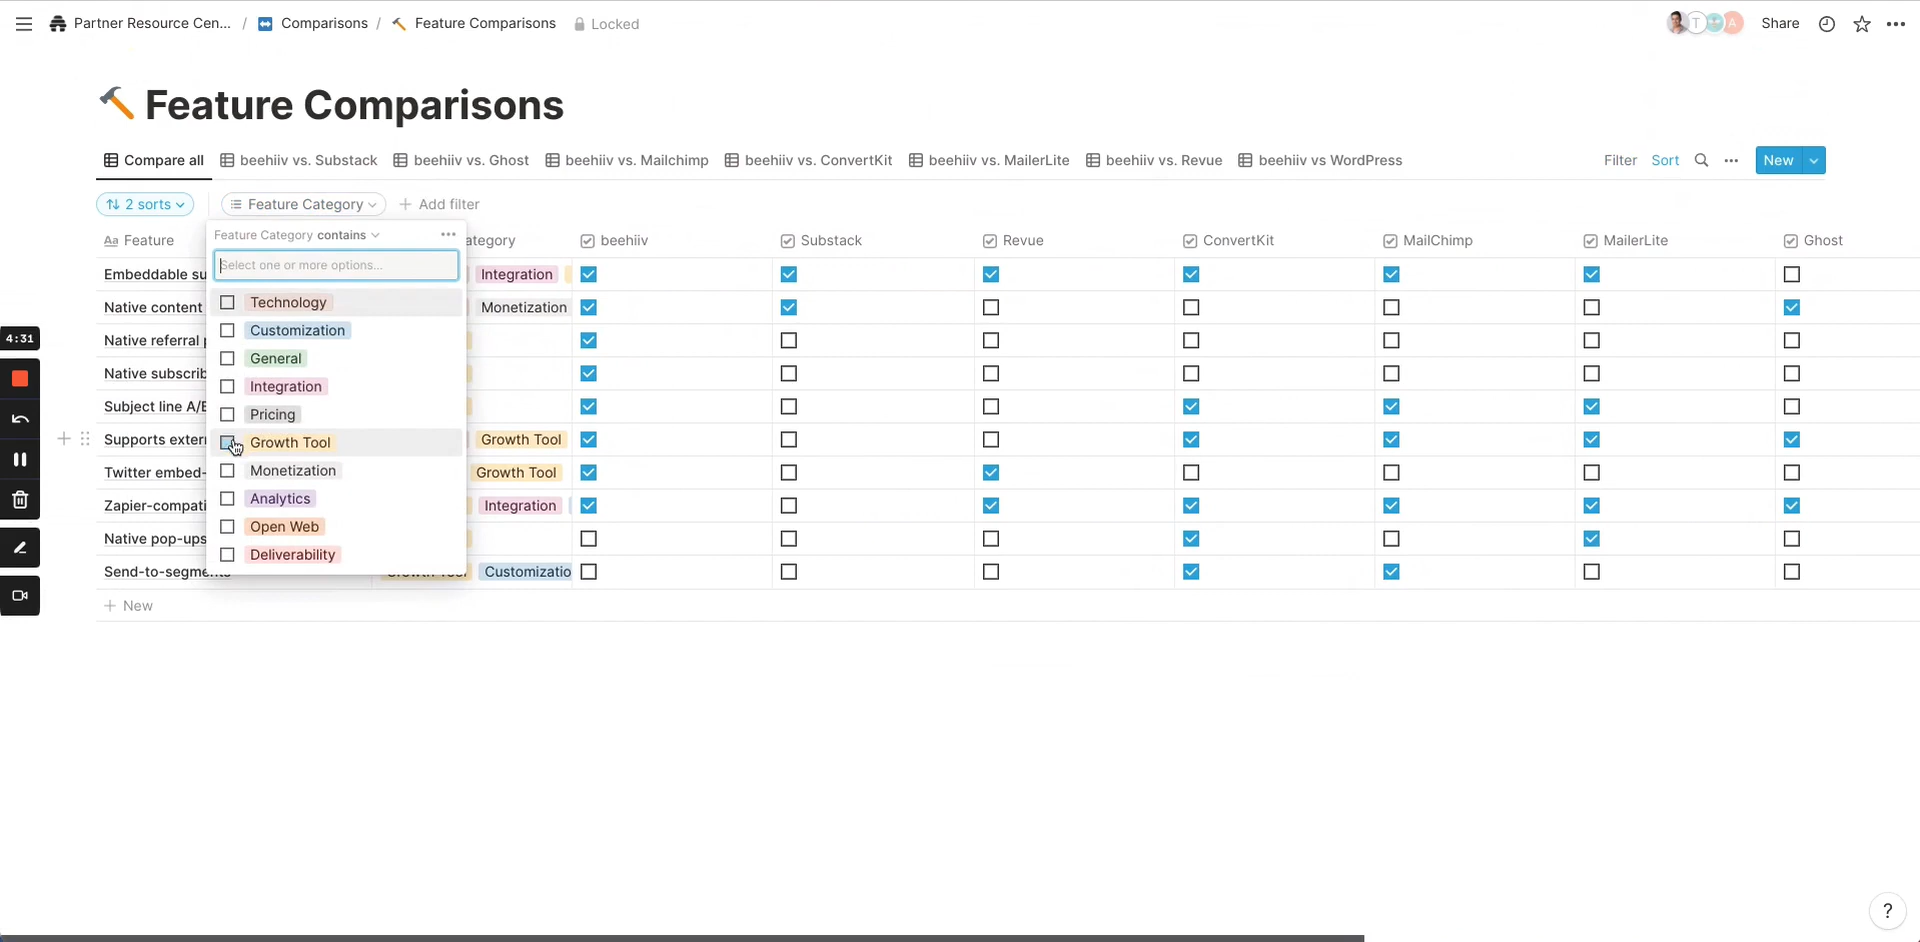 Partner Resource Cen... / Comparisons / Feature Comparisons Locked T A Share
Feature Comparisons
Compare all beehiiv vs. Substack beehiiv vs. Ghost beehiiv vs. Mailchimp beehiiv vs. ConvertKit beehiiv vs. MailerLite beehiiv vs. Revue beehiiv vs WordPress Filter Sort New
2 sorts Feature Category Add filter
Aa Feature ategory beehiiv Substack Revue ConvertKit MailChimp MailerLite Ghost
Feature Category contains
Select one or more options...
Embeddable su Integration
Technology
Native content Monetization
Customization
Native referral p
General
Native subscrib
Integration
Subject line A/B
Pricing
Supports extern Growth Tool
Growth Tool
Twitter embed- Growth Tool
Monetization
Zapier-compati Integration
Analytics
Native pop-ups
Open Web
Send-to-segments Growth Tool Customizatio
Deliverability
New
4:31
?